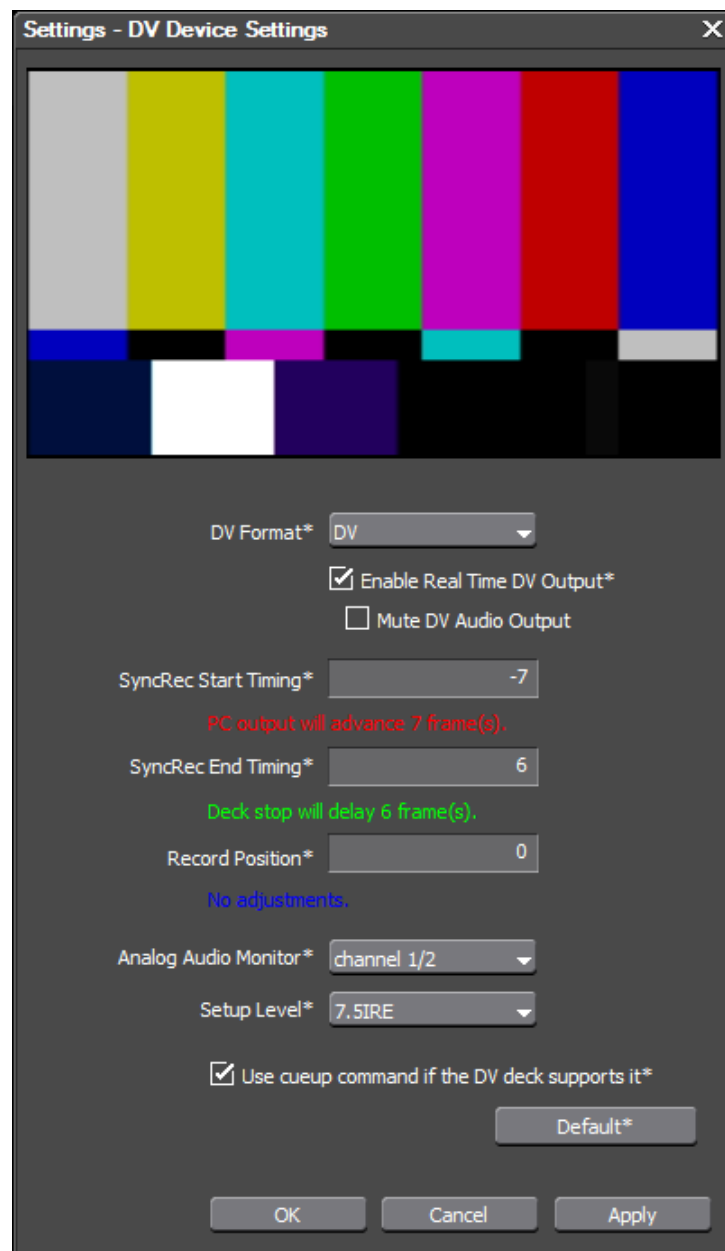 Settings - DV Device Settings
DV Format* DV
Enable Real Time DV Output*
Mute DV Audio Output
SyncRec Start Timing* -7
PC output will advance 7 frame(s).
SyncRec End Timing* 6
Deck stop will delay 6 frame(s).
Record Position* 0
No adjustments.
Analog Audio Monitor* channel 1/2
Setup Level* 7.5IRE
Use cueup command if the DV deck supports it*
Default*
OK Cancel Apply